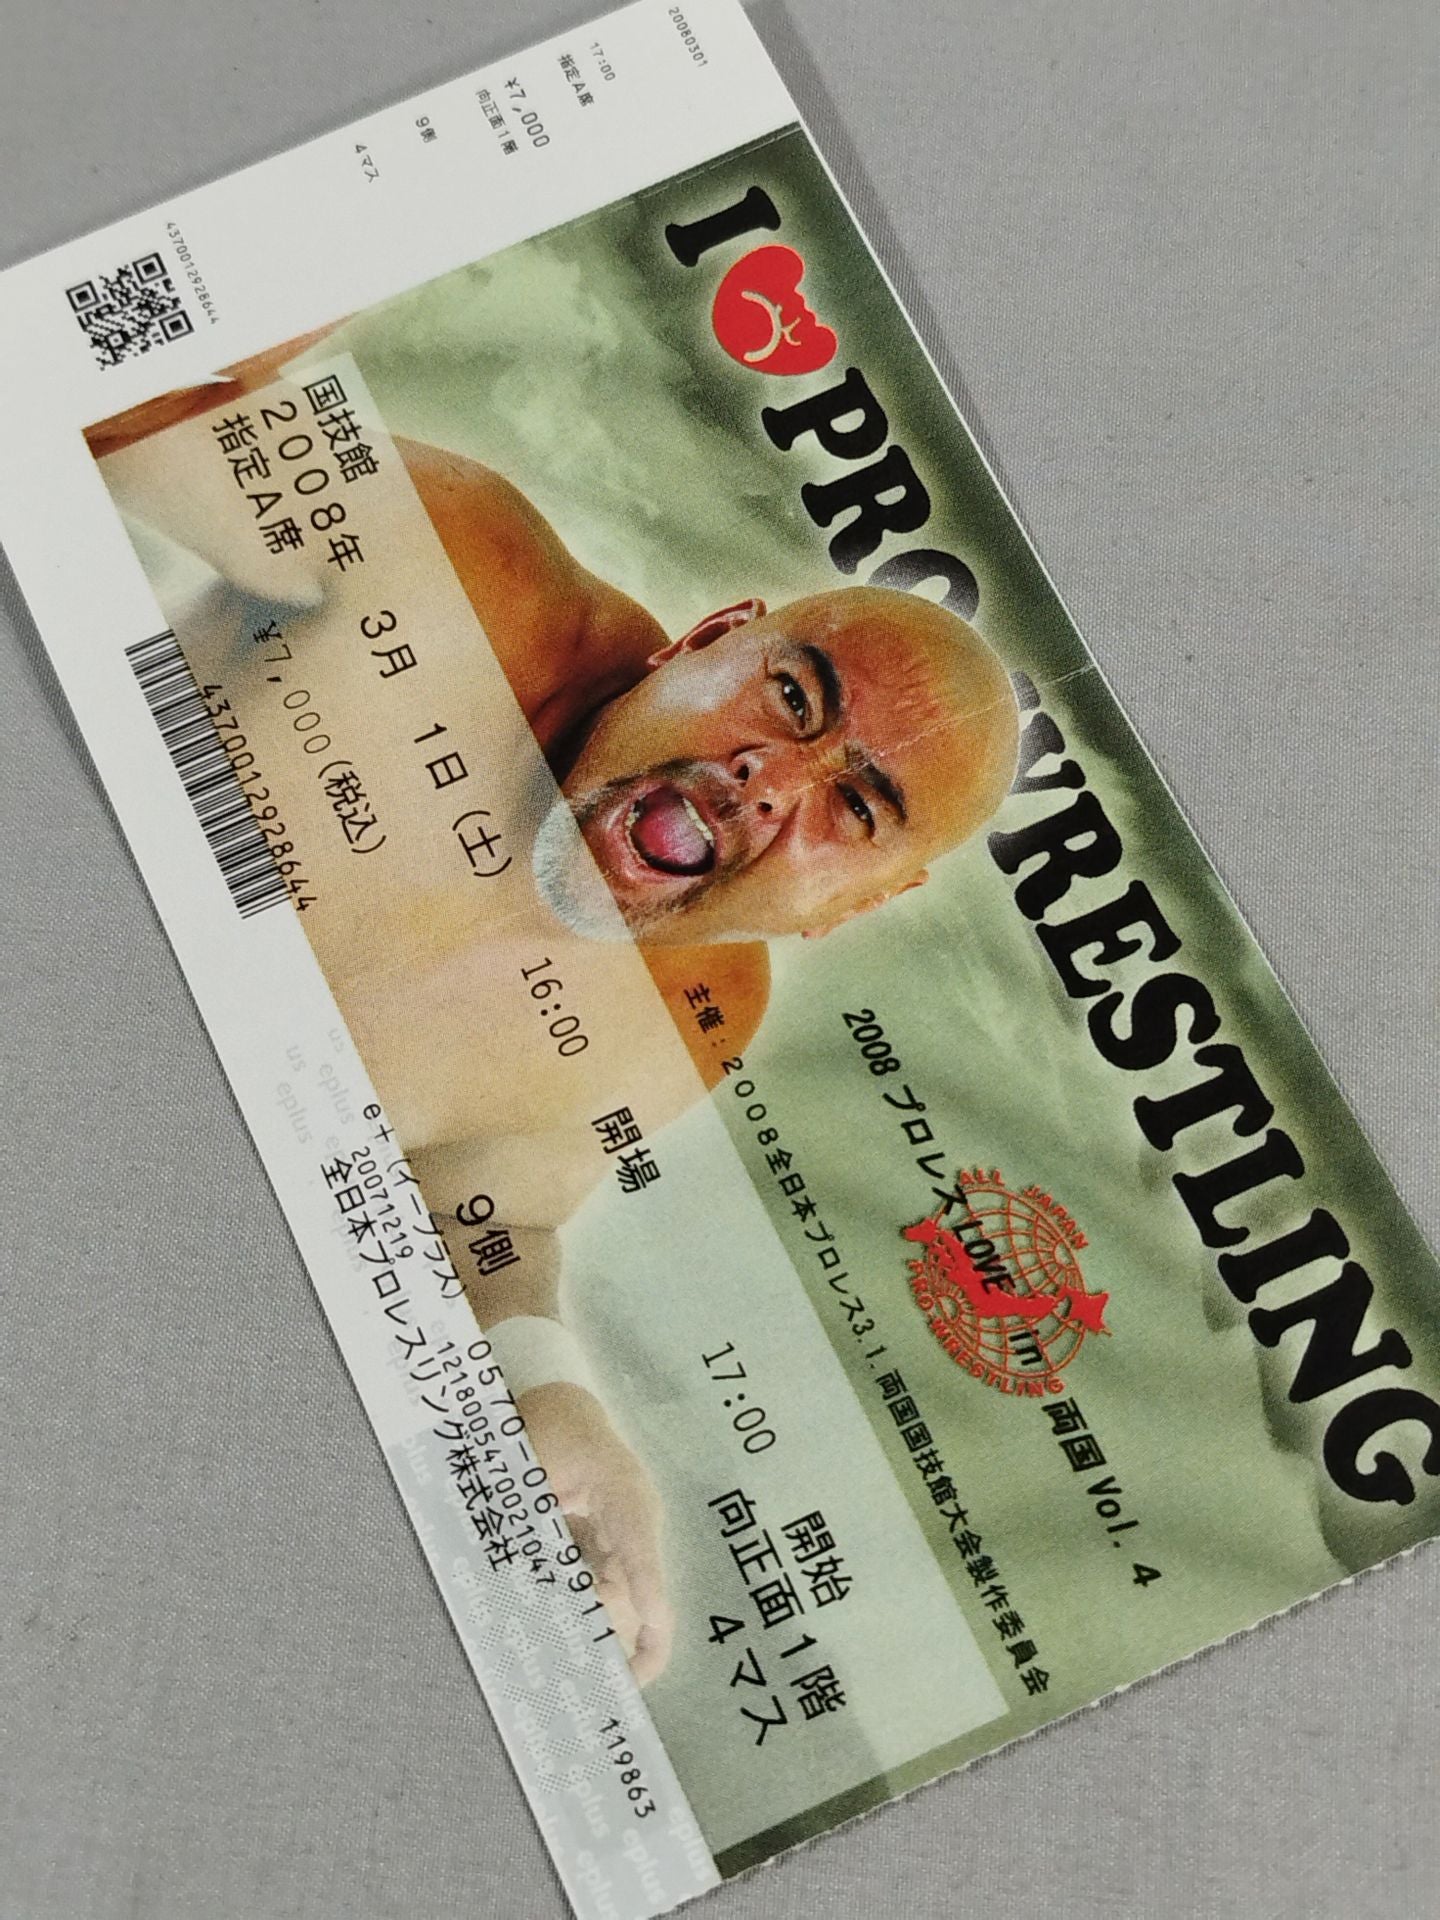 I PRO WRESTLING
2008 プロレスLOVE in 両国Vol.4
ALL JAPAN
PRO-WRESTLING
主催：2008全日本プロレス3.1.両国国技館大会製作委員会
国技館
2008年 3月 1日(土) 16:00 開場 17:00 開始
指定A席 9側 向正面1階
¥7,000(税込) 4マス
4370012928644
e＋(イープラス) 0570-06-9911
20071219 1218005470021047 119863
全日本プロレスリング株式会社
20080301
17:00
指定A席
¥7,000
向正面1階
9側
4マス
4370012928644
eplus